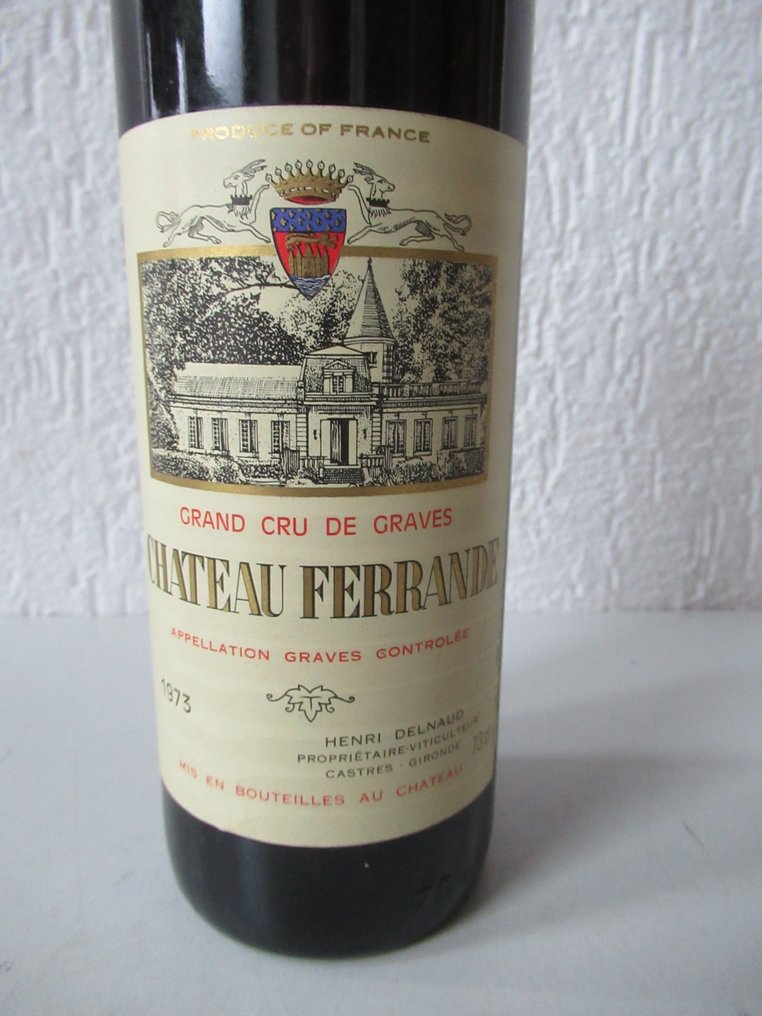 PRODUCE OF FRANCE
GRAND CRU DE GRAVES
CHATEAU FERRANDE
APPELLATION GRAVES CONTROLÉE
1973
HENRI DELNAUD
PROPRIÉTAIRE-VITICULTEUR
CASTRES - GIRONDE
MIS EN BOUTEILLES AU CHATEAU